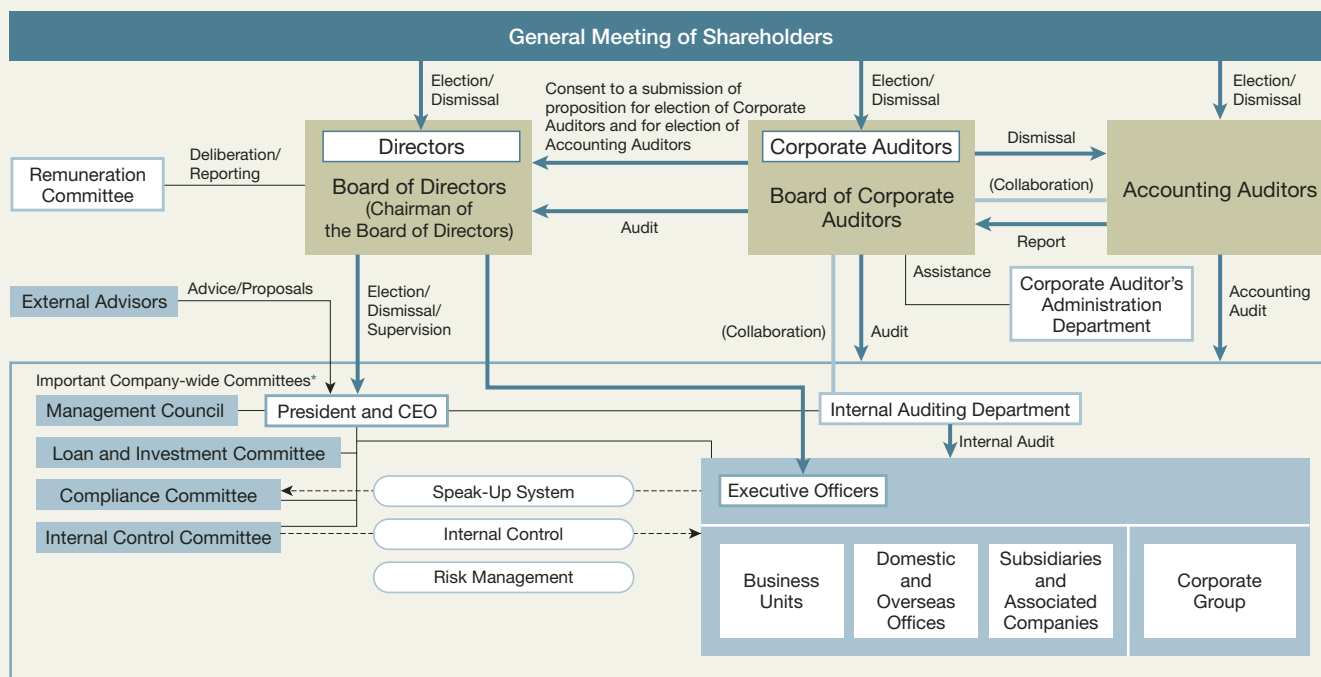 General Meeting of Shareholders
Election/
Dismissal
Consent to a submission of
proposition for election of Corporate
Auditors and for election of
Accounting Auditors
Election/
Dismissal
Election/
Dismissal
Remuneration
Committee
Deliberation/
Reporting
Directors
Board of Directors
(Chairman of
the Board of Directors)
Audit
Corporate Auditors
Board of Corporate
Auditors
Dismissal
(Collaboration)
Report
Accounting Auditors
External Advisors
Advice/Proposals
Election/
Dismissal/
Supervision
(Collaboration)
Audit
Assistance
Corporate Auditor's
Administration
Department
Accounting
Audit
Important Company-wide Committees*
Management Council
President and CEO
Internal Auditing Department
Internal Audit
Loan and Investment Committee
Compliance Committee
Speak-Up System
Executive Officers
Internal Control Committee
Internal Control
Risk Management
Business
Units
Domestic
and
Overseas
Offices
Subsidiaries
and
Associated
Companies
Corporate
Group